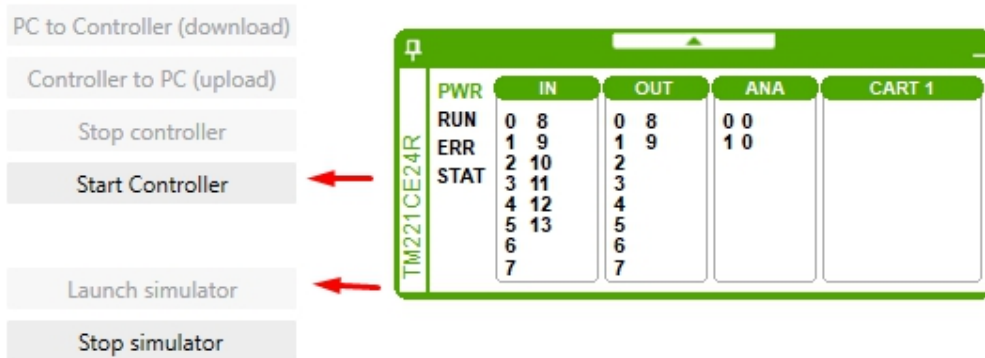 PC to Controller (download)
Controller to PC (upload)
Stop controller
Start Controller
Launch simulator
Stop simulator
TM221CE24R
PWR
RUN
ERR
STAT
IN
0 8
1 9
2 10
3 11
4 12
5 13
6
7
OUT
0 8
1 9
2
3
4
5
6
7
ANA
0 0
1 0
CART 1